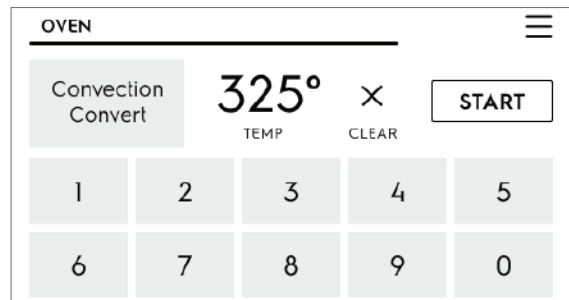 OVEN
Convection
Convert
325°
TEMP
CLEAR
START
1 2 3 4 5
6 7 8 9 0